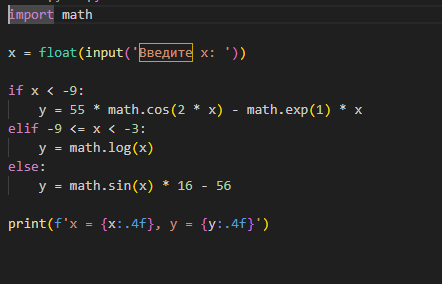 import math
x = float(input('Введите x: '))
if x < -9:
    y = 55 * math.cos(2 * x) - math.exp(1) * x
elif -9 <= x < -3:
    y = math.log(x)
else:
    y = math.sin(x) * 16 - 56
print(f'x = {x:.4f}, y = {y:.4f}')